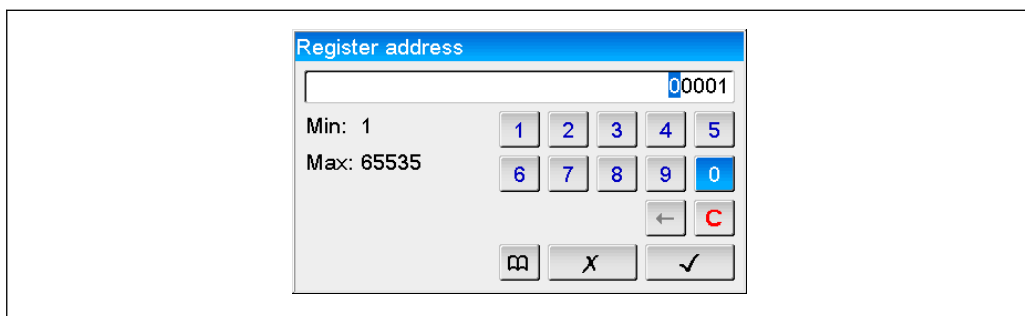 Register address
00001
Min: 1
1 2 3 4 5
Max: 65535
6 7 8 9 0
← C
✗ ✓